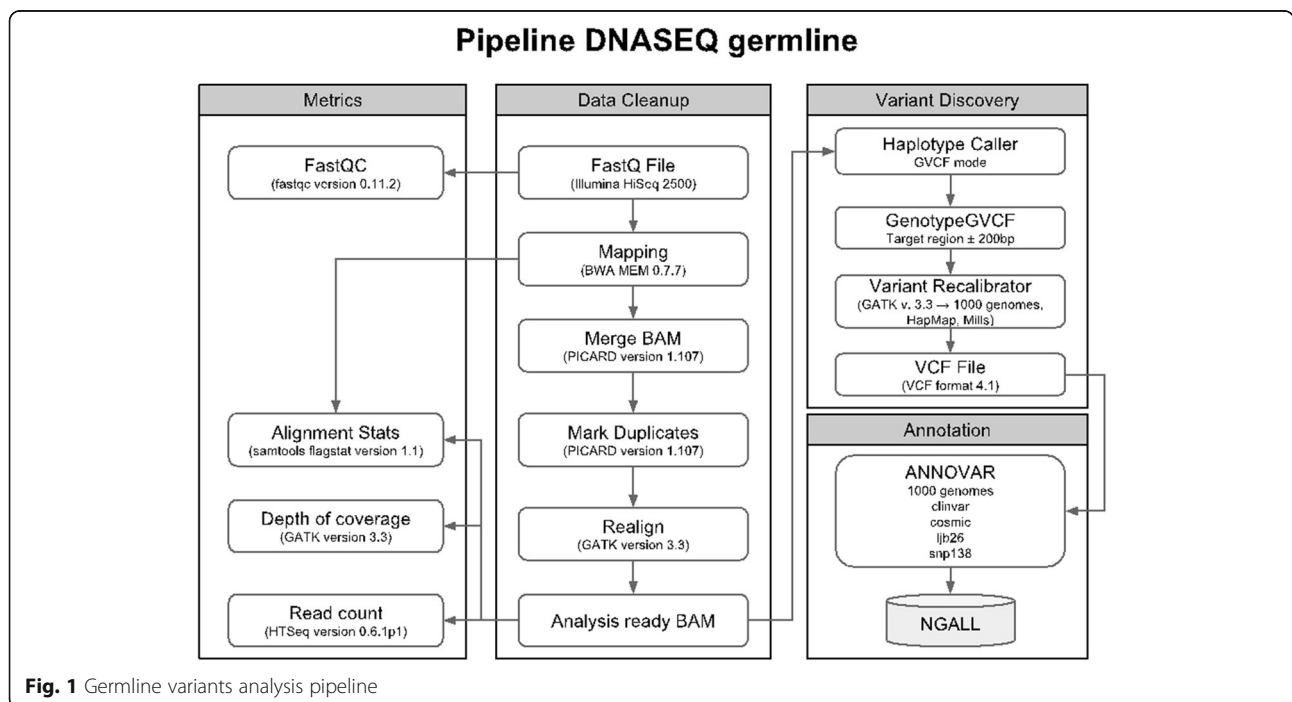 Pipeline DNASEQ germline
Metrics
FastQC
(fastqc version 0.11.2)
Alignment Stats
(samtools flagstat version 1.1)
Depth of coverage
(GATK version 3.3)
Read count
(HTSeq version 0.6.1p1)
Data Cleanup
FastQ File
(Illumina HiSeq 2500)
Mapping
(BWA MEM 0.7.7)
Merge BAM
(PICARD version 1.107)
Mark Duplicates
(PICARD version 1.107)
Realign
(GATK version 3.3)
Analysis ready BAM
Variant Discovery
Haplotype Caller
GVCF mode
GenotypeGVCF
Target region ± 200bp
Variant Recalibrator
(GATK v. 3.3 → 1000 genomes,
HapMap, Mills)
VCF File
(VCF format 4.1)
Annotation
ANNOVAR
1000 genomes
clinvar
cosmic
ljb26
snp138
NGALL
Fig. 1 Germline variants analysis pipeline